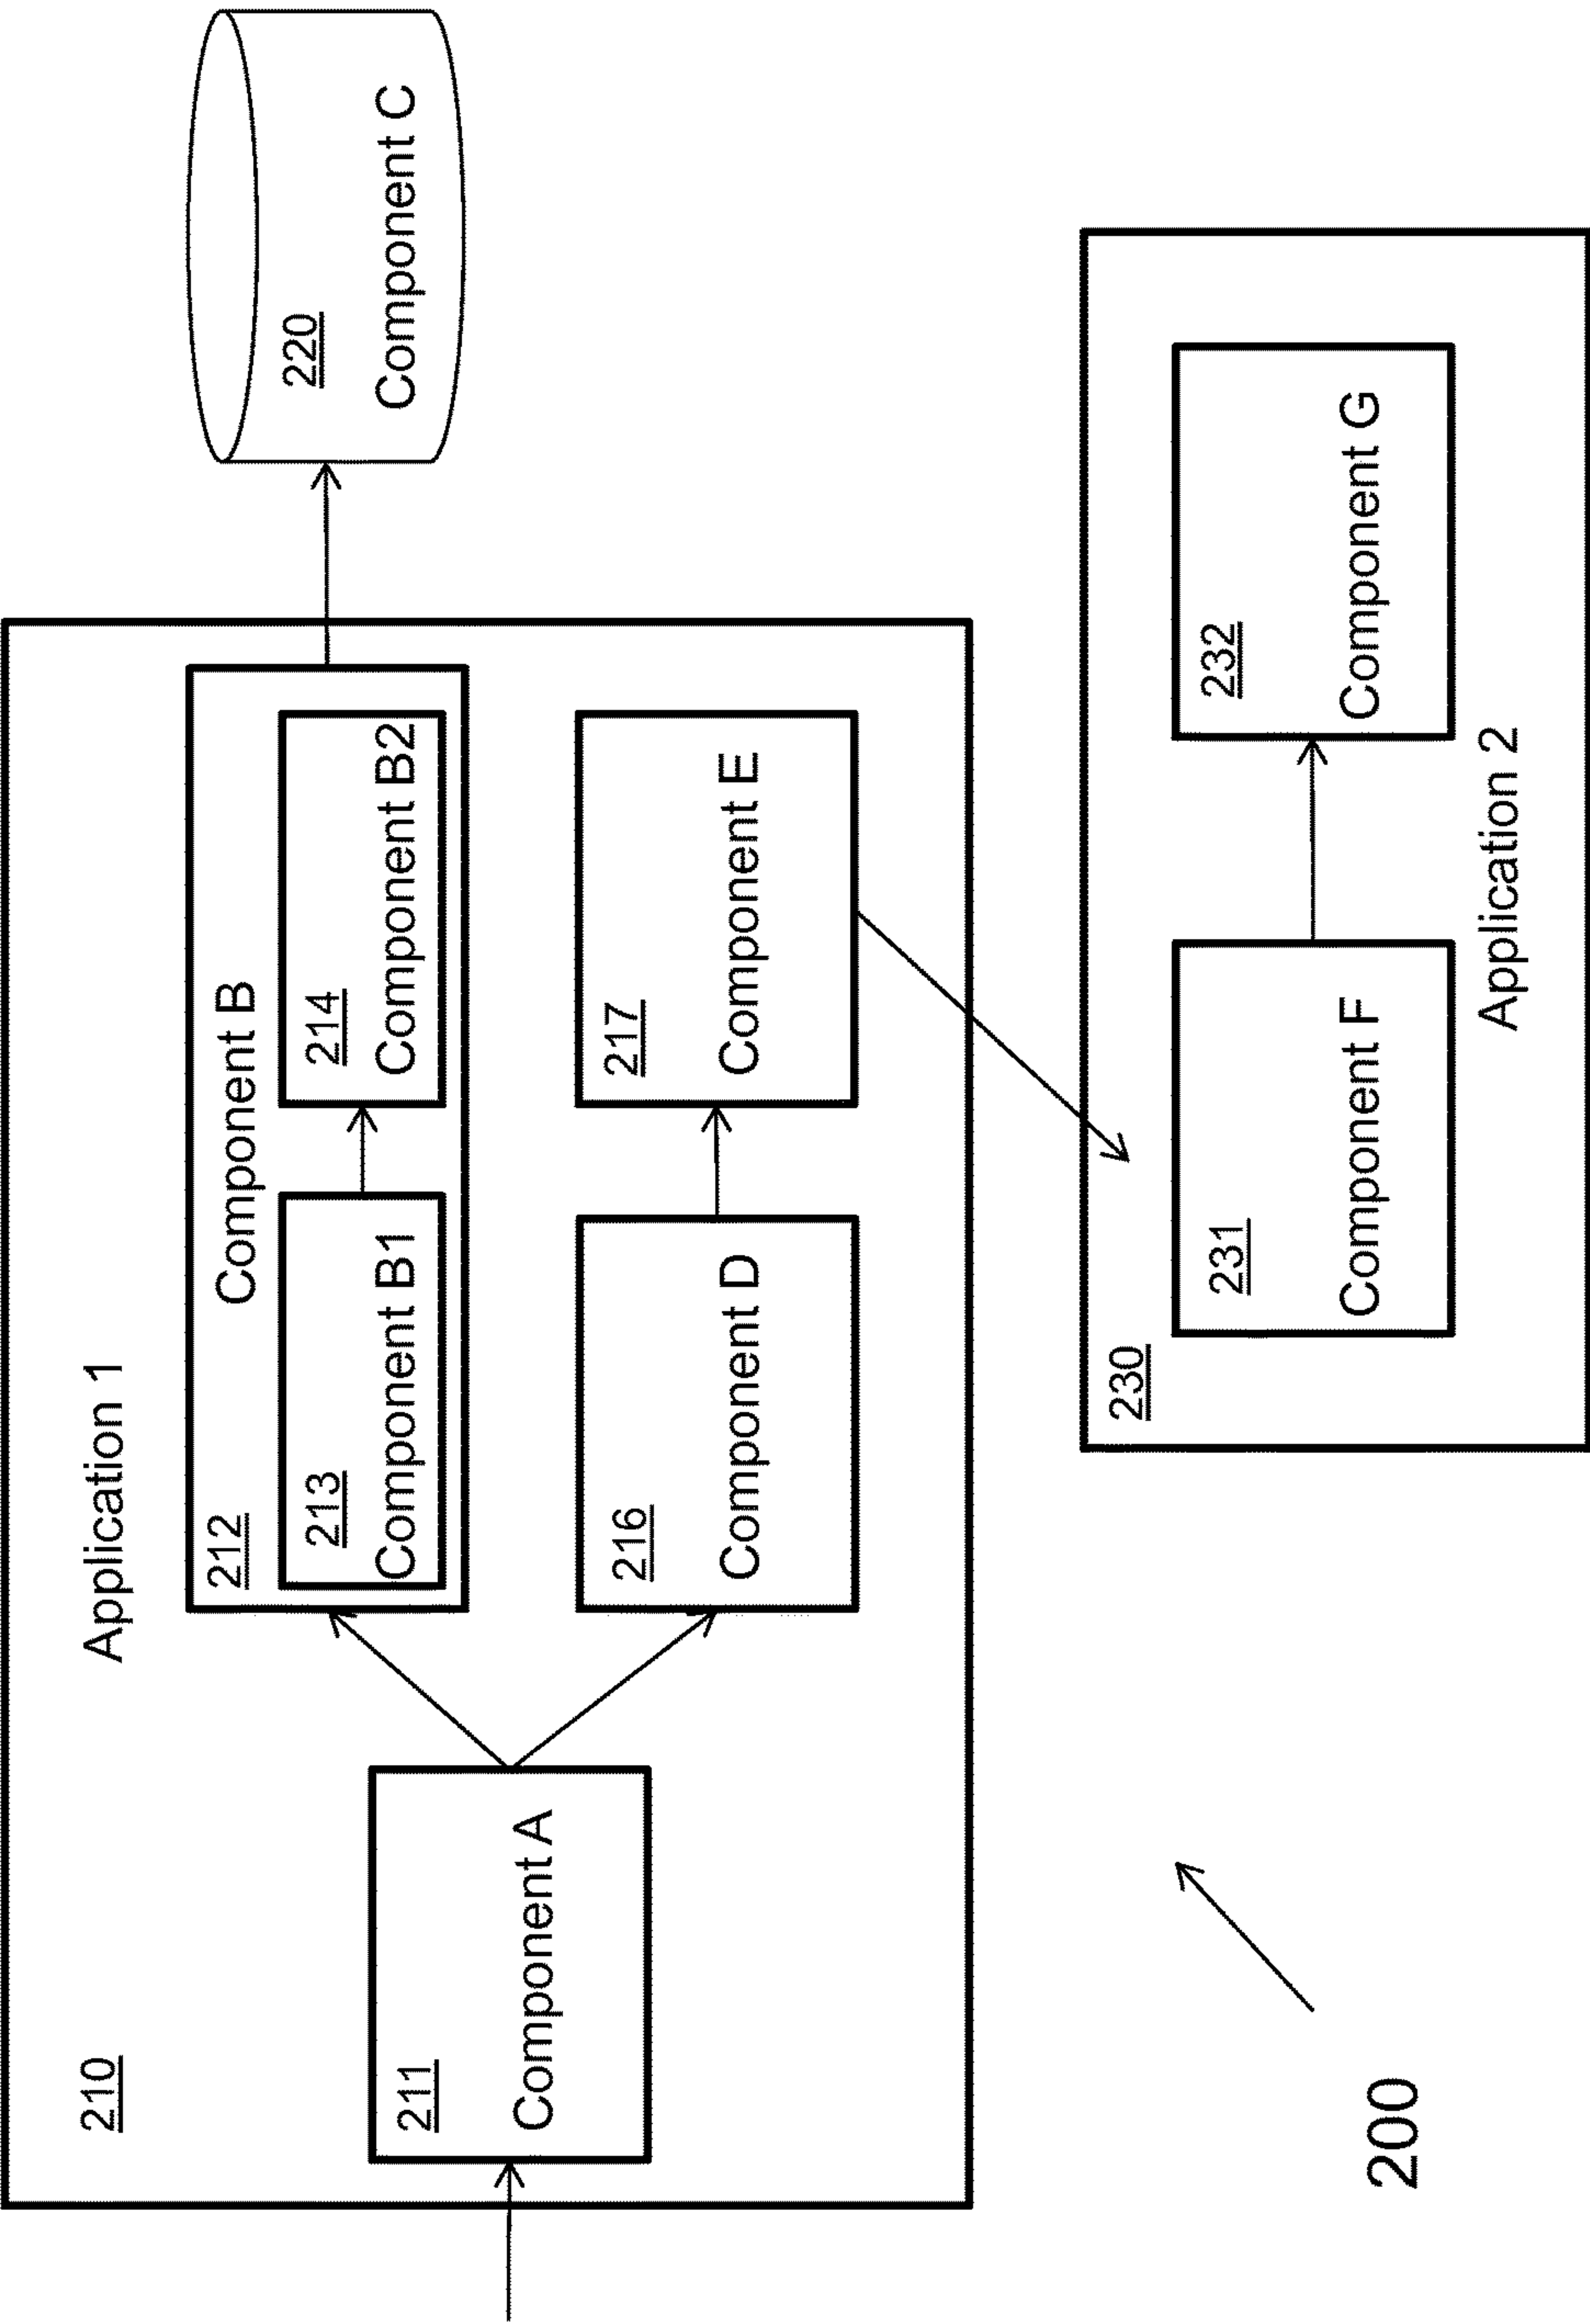 Application 1
210
212
Component B
213
Component B1
214
Component B2
220
Component C
211
Component A
216
Component D
217
Component E
230
231
Component F
232
Component G
Application 2
200